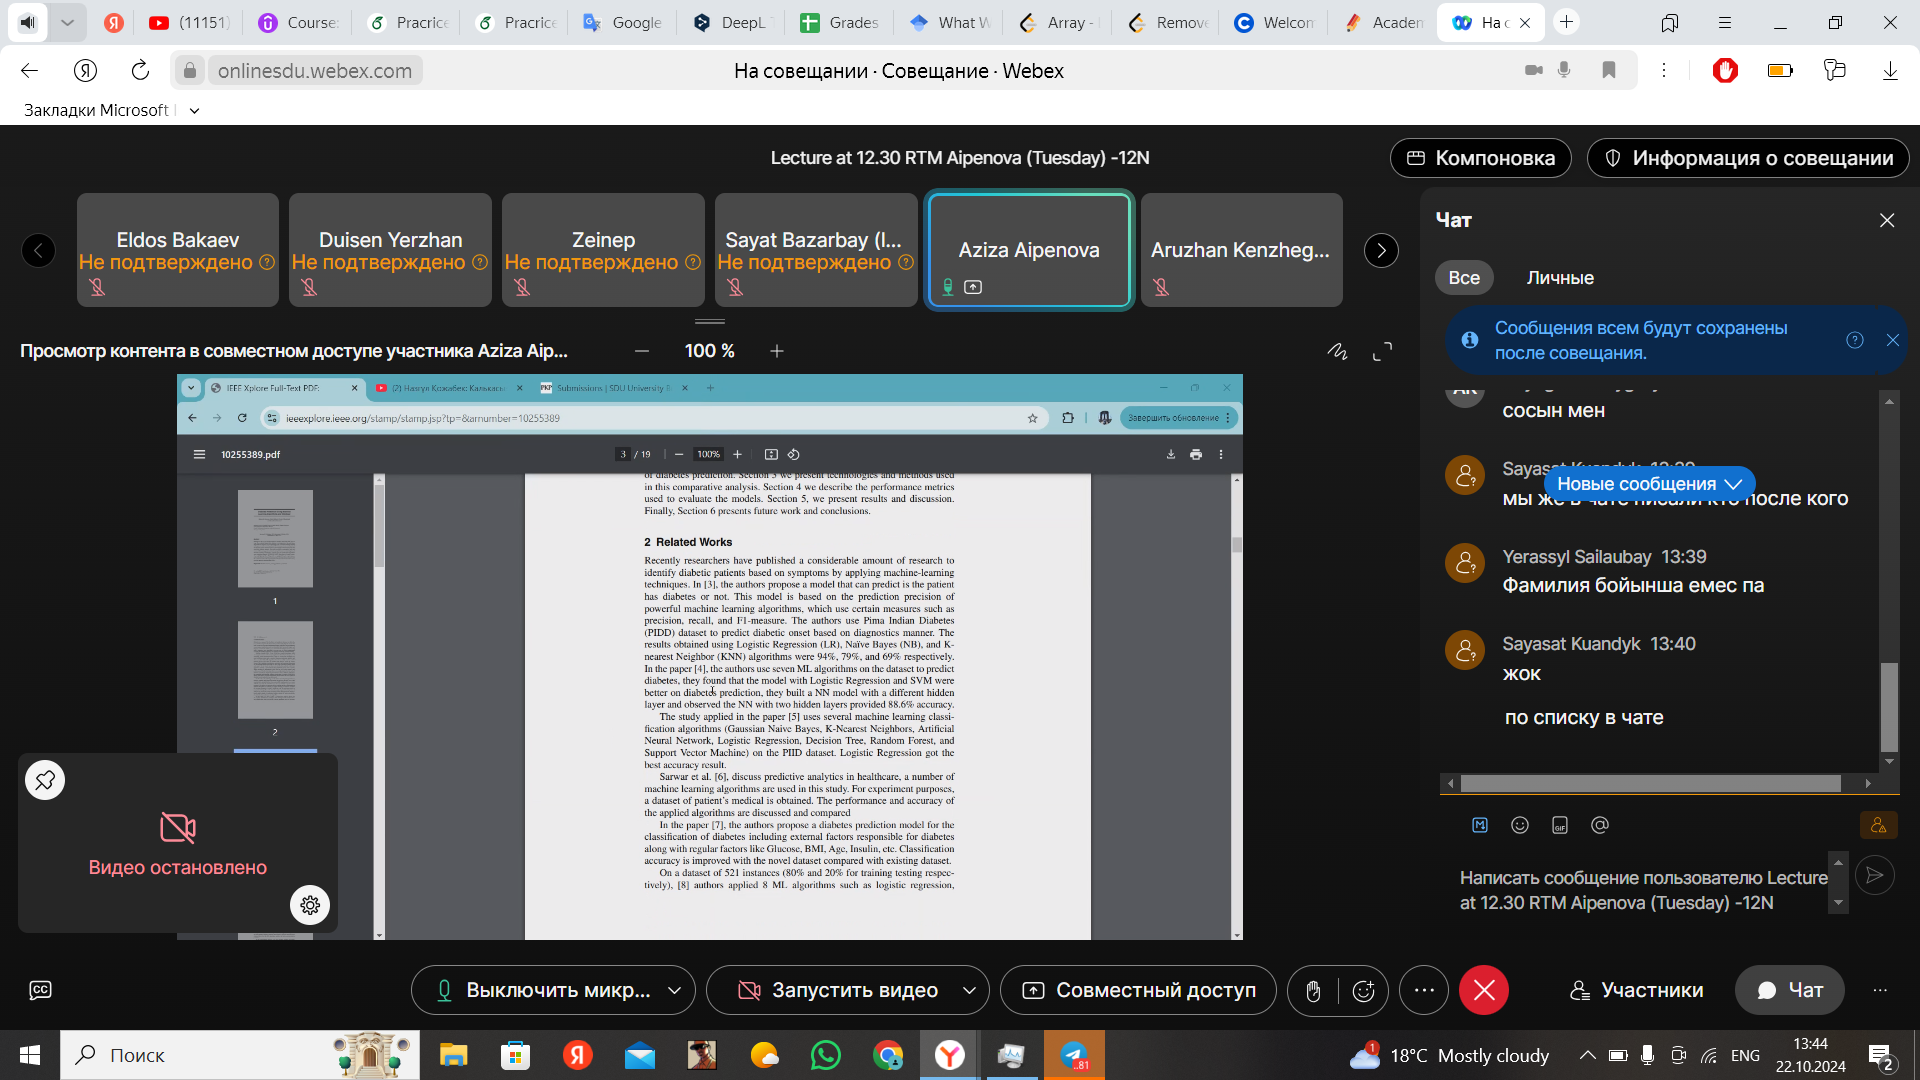 (11151)
Course:
Pracrice
Pracrice
Google
DeepL
Grades
What W
Array -
Remove
Welcom
Academ
На с
onlinesdu.webex.com
На совещании · Совещание · Webex
Закладки Microsoft
Lecture at 12.30 RTM Aipenova (Tuesday) -12N
Компоновка
Информация о совещании
Eldos Bakaev
Не подтверждено
Duisen Yerzhan
Не подтверждено
Zeinep
Не подтверждено
Sayat Bazarbay (I...
Не подтверждено
Aziza Aipenova
Aruzhan Kenzheg...
Просмотр контента в совместном доступе участника Aziza Aip...
100 %
IEEE Xplore Full-Text PDF:
Submissions | SDU University
ieeexplore.ieee.org/stamp/stamp.jsp?tp=&arnumber=10255389
Завершить обновление
10255389.pdf
3 / 19
100%
1
2
of diabetes prediction. Section 3 we present technologies and methods used
in this comparative analysis. Section 4 we describe the performance metrics
used to evaluate the models. Section 5, we present results and discussion.
Finally, Section 6 presents future work and conclusions.
2 Related Works
Recently researchers have published a considerable amount of research to
identify diabetic patients based on symptoms by applying machine-learning
techniques. In [3], the authors propose a model that can predict is the patient
has diabetes or not. This model is based on the prediction precision of
powerful machine learning algorithms, which use certain measures such as
precision, recall, and F1-measure. The authors use Pima Indian Diabetes
(PIDD) dataset to predict diabetic onset based on diagnostics manner. The
results obtained using Logistic Regression (LR), Naïve Bayes (NB), and K-
nearest Neighbor (KNN) algorithms were 94%, 79%, and 69% respectively.
In the paper [4], the authors use seven ML algorithms on the dataset to predict
diabetes, they found that the model with Logistic Regression and SVM were
better on diabetes prediction, they built a NN model with a different hidden
layer and observed the NN with two hidden layers provided 88.6% accuracy.
The study applied in the paper [5] uses several machine learning classi-
fication algorithms (Gaussian Naive Bayes, K-Nearest Neighbors, Artificial
Neural Network, Logistic Regression, Decision Tree, Random Forest, and
Support Vector Machine) on the PIID dataset. Logistic Regression got the
best accuracy result.
Sarwar et al. [6], discuss predictive analytics in healthcare, a number of
machine learning algorithms are used in this study. For experiment purposes,
a dataset of patient's medical is obtained. The performance and accuracy of
the applied algorithms are discussed and compared
In the paper [7], the authors propose a diabetes prediction model for the
classification of diabetes including external factors responsible for diabetes
along with regular factors like Glucose, BMI, Age, Insulin, etc. Classification
accuracy is improved with the novel dataset compared with existing dataset.
On a dataset of 521 instances (80% and 20% for training testing respec-
tively), [8] authors applied 8 ML algorithms such as logistic regression,
Видео остановлено
Чат
Все
Личные
Сообщения всем будут сохранены
после совещания.
сосын мен
Новые сообщения
после кого
Yerassyl Sailaubay 13:39
Фамилия бойынша емес па
Sayasat Kuandyk 13:40
жок
по списку в чате
Написать сообщение пользователю Lecture
at 12.30 RTM Aipenova (Tuesday) -12N
Выключить микр...
Запустить видео
Совместный доступ
Участники
Чат
Поиск
18°C Mostly cloudy
ENG
13:44
22.10.2024